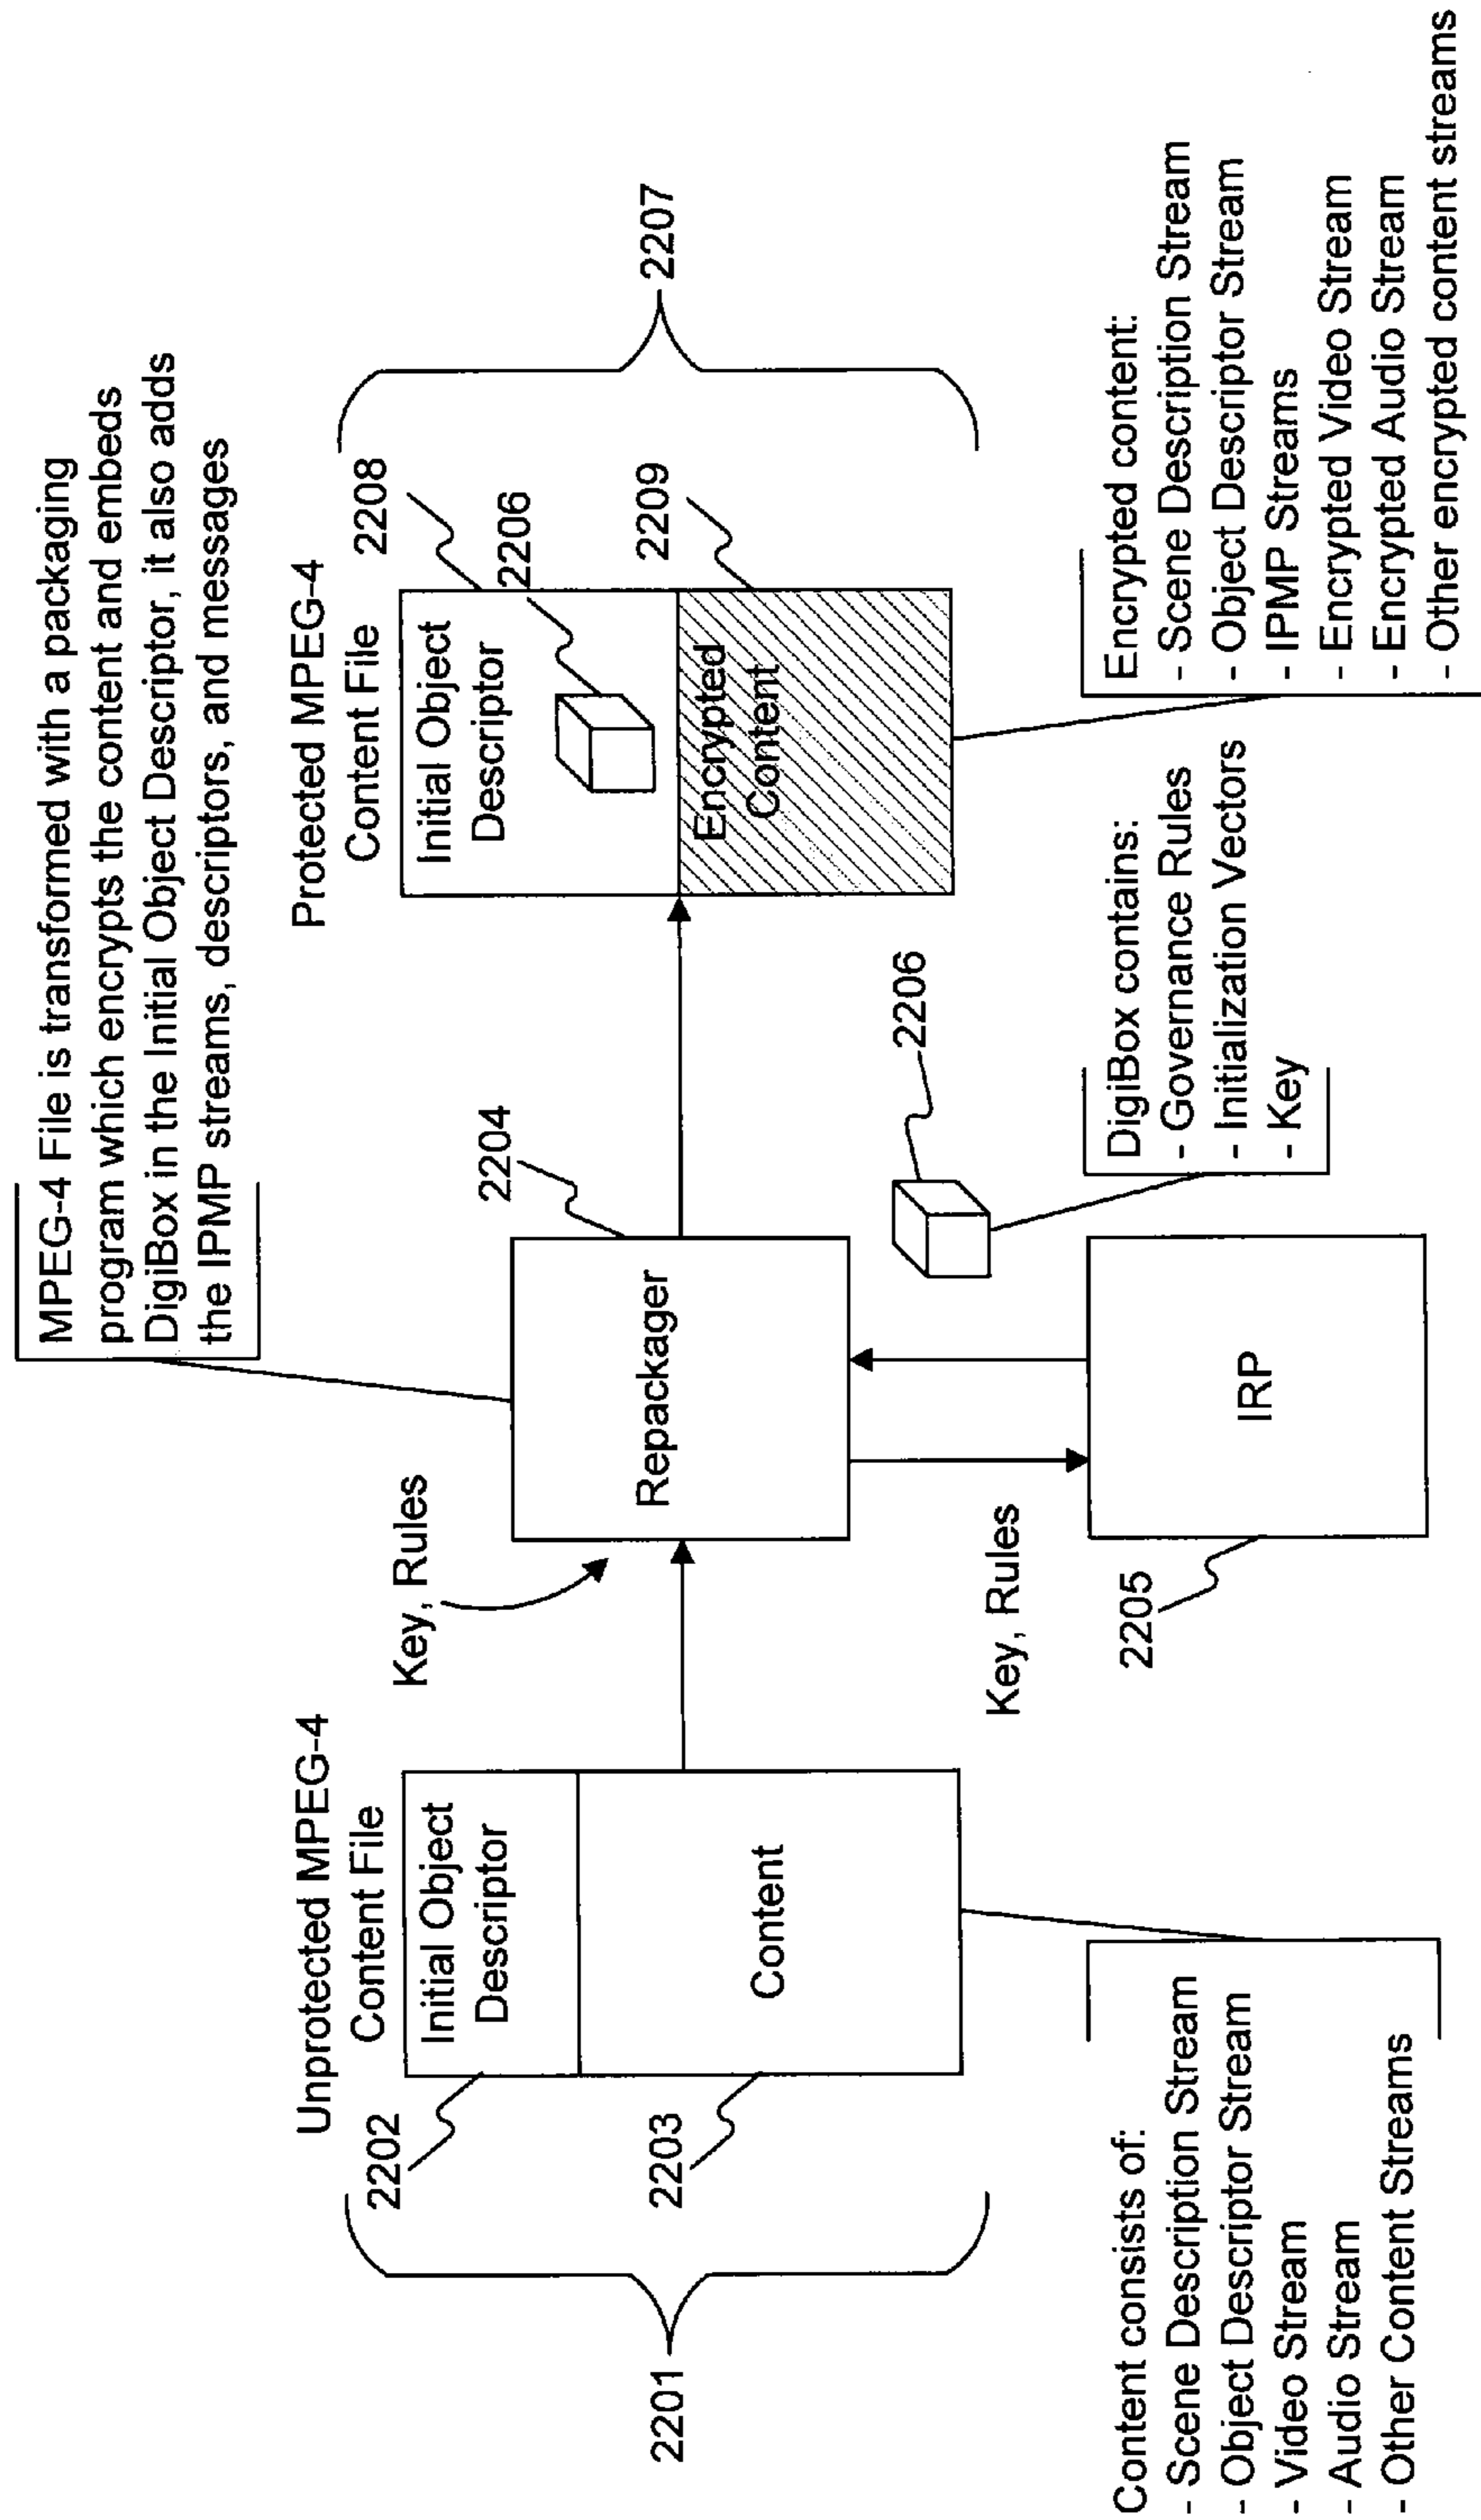 MPEG-4 File is transformed with a packaging
program which encrypts the content and embeds
DigiBox in the Initial Object Descriptor, it also adds
the IPMP streams, descriptors, and messages
Unprotected MPEG-4
Content File
2201
2202
Initial Object
Descriptor
2203
Content
Content consists of:
- Scene Description Stream
- Object Descriptor Stream
- Video Stream
- Audio Stream
- Other Content Streams
Key, Rules
2204
Repackager
Key, Rules
2205
IRP
2206
DigiBox contains:
- Governance Rules
- Initialization Vectors
- Key
Protected MPEG-4
Content File
2208
Initial Object
Descriptor
2206
2209
Encrypted
Content
2207
Encrypted content:
- Scene Description Stream
- Object Descriptor Stream
- IPMP Streams
- Encrypted Video Stream
- Encrypted Audio Stream
- Other encrypted content streams